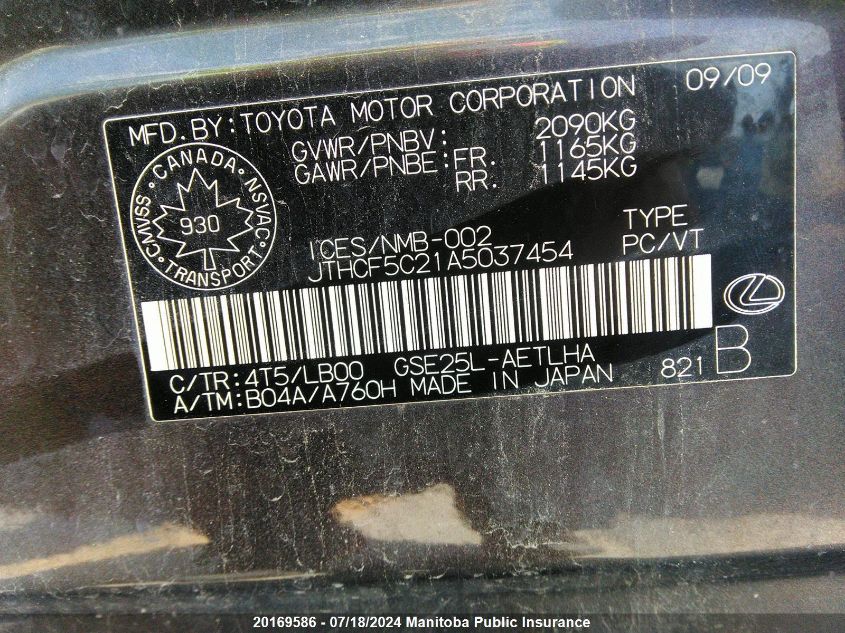 MFD. BY: TOYOTA MOTOR CORPORATION 09/09
GVWR/PNBV: 2090KG
GAWR/PNBE: FR: 1165KG
RR: 1145KG
CANADA
CMVSS NSVAC
930
TRANSPORT
ICES/NMB-002 TYPE
JTHCF5C21A5037454 PC/VT
C/TR: 4T5/LB00 GSE25L-AETLHA
A/TM: B04A/A760H MADE IN JAPAN 821 B
20169586 - 07/18/2024 Manitoba Public Insurance